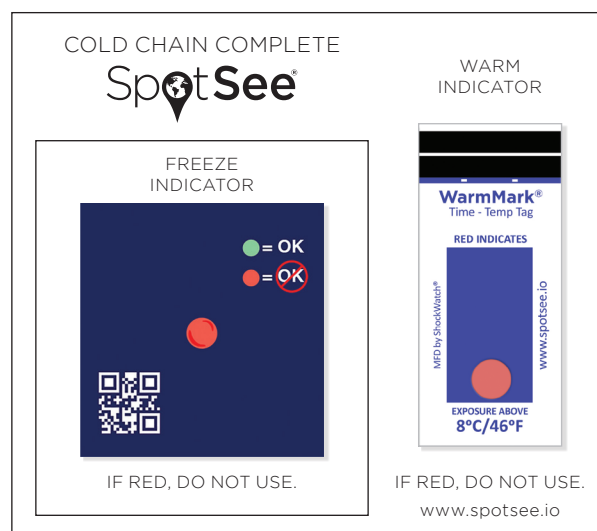 COLD CHAIN COMPLETE
SpotSee®
FREEZE
INDICATOR
= OK
= OK
IF RED, DO NOT USE.
WARM
INDICATOR
WarmMark®
Time - Temp Tag
RED INDICATES
MFD by ShockWatch®
www.spotsee.io
EXPOSURE ABOVE
8°C/46°F
IF RED, DO NOT USE.
www.spotsee.io